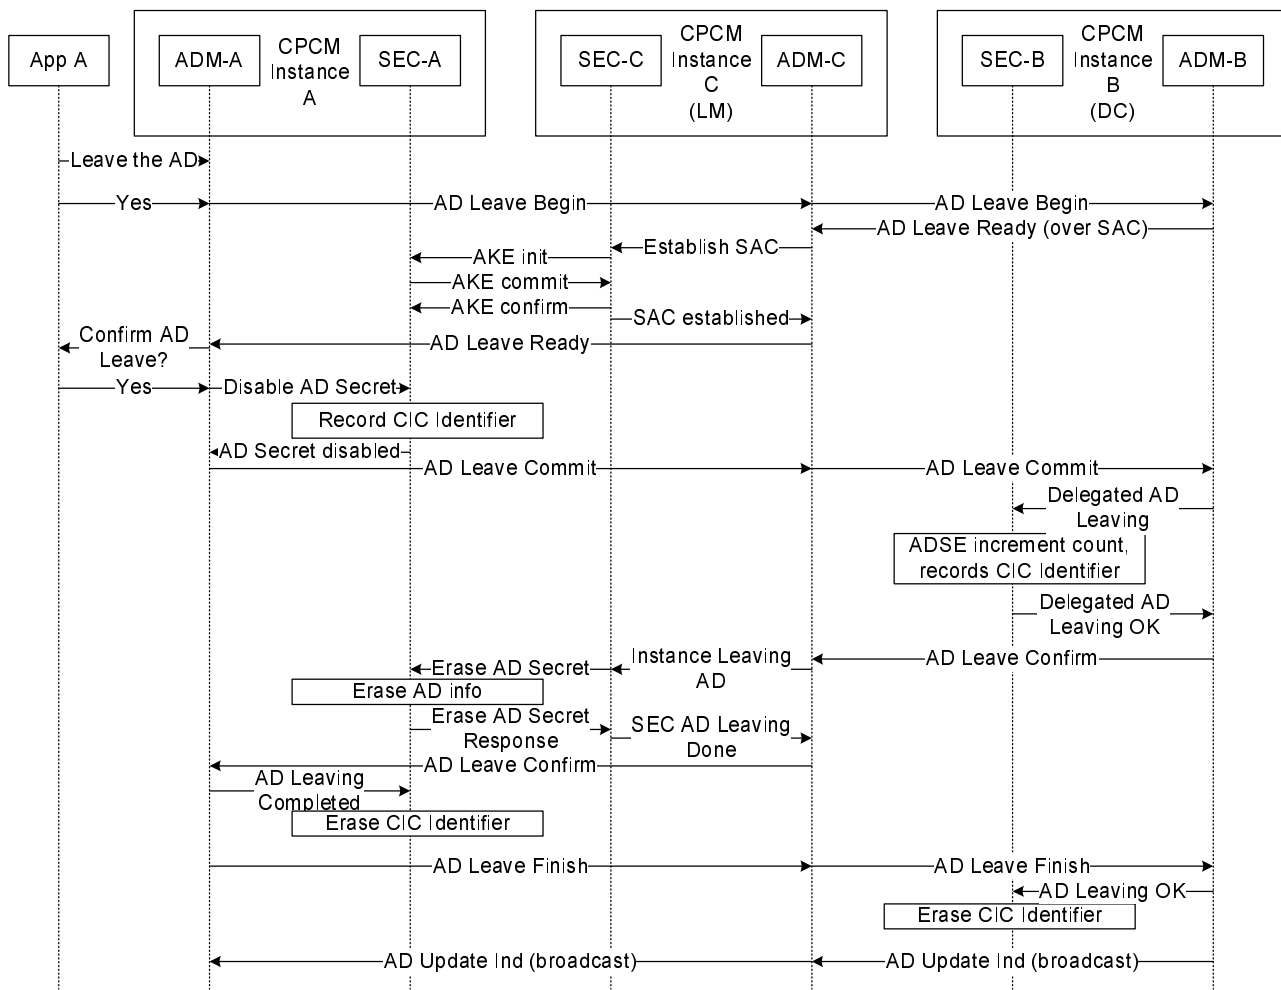 App A
ADM-A
CPCM
Instance
A
SEC-A
SEC-C
CPCM
Instance
C
(LM)
ADM-C
SEC-B
CPCM
Instance
B
(DC)
ADM-B
Leave the AD
Yes
AD Leave Begin
AD Leave Begin
AD Leave Ready (over SAC)
Establish SAC
AKE init
AKE commit
AKE confirm
SAC established
Confirm AD
Leave?
AD Leave Ready
Yes
Disable AD Secret
Record CIC Identifier
AD Secret disabled
AD Leave Commit
AD Leave Commit
Delegated AD
Leaving
ADSE increment count,
records CIC Identifier
Delegated AD
Leaving OK
AD Leave Confirm
Instance Leaving
AD
Erase AD Secret
Erase AD info
Erase AD Secret
Response
SEC AD Leaving
Done
AD Leave Confirm
AD Leaving
Completed
Erase CIC Identifier
AD Leave Finish
AD Leave Finish
AD Leaving OK
Erase CIC Identifier
AD Update Ind (broadcast)
AD Update Ind (broadcast)